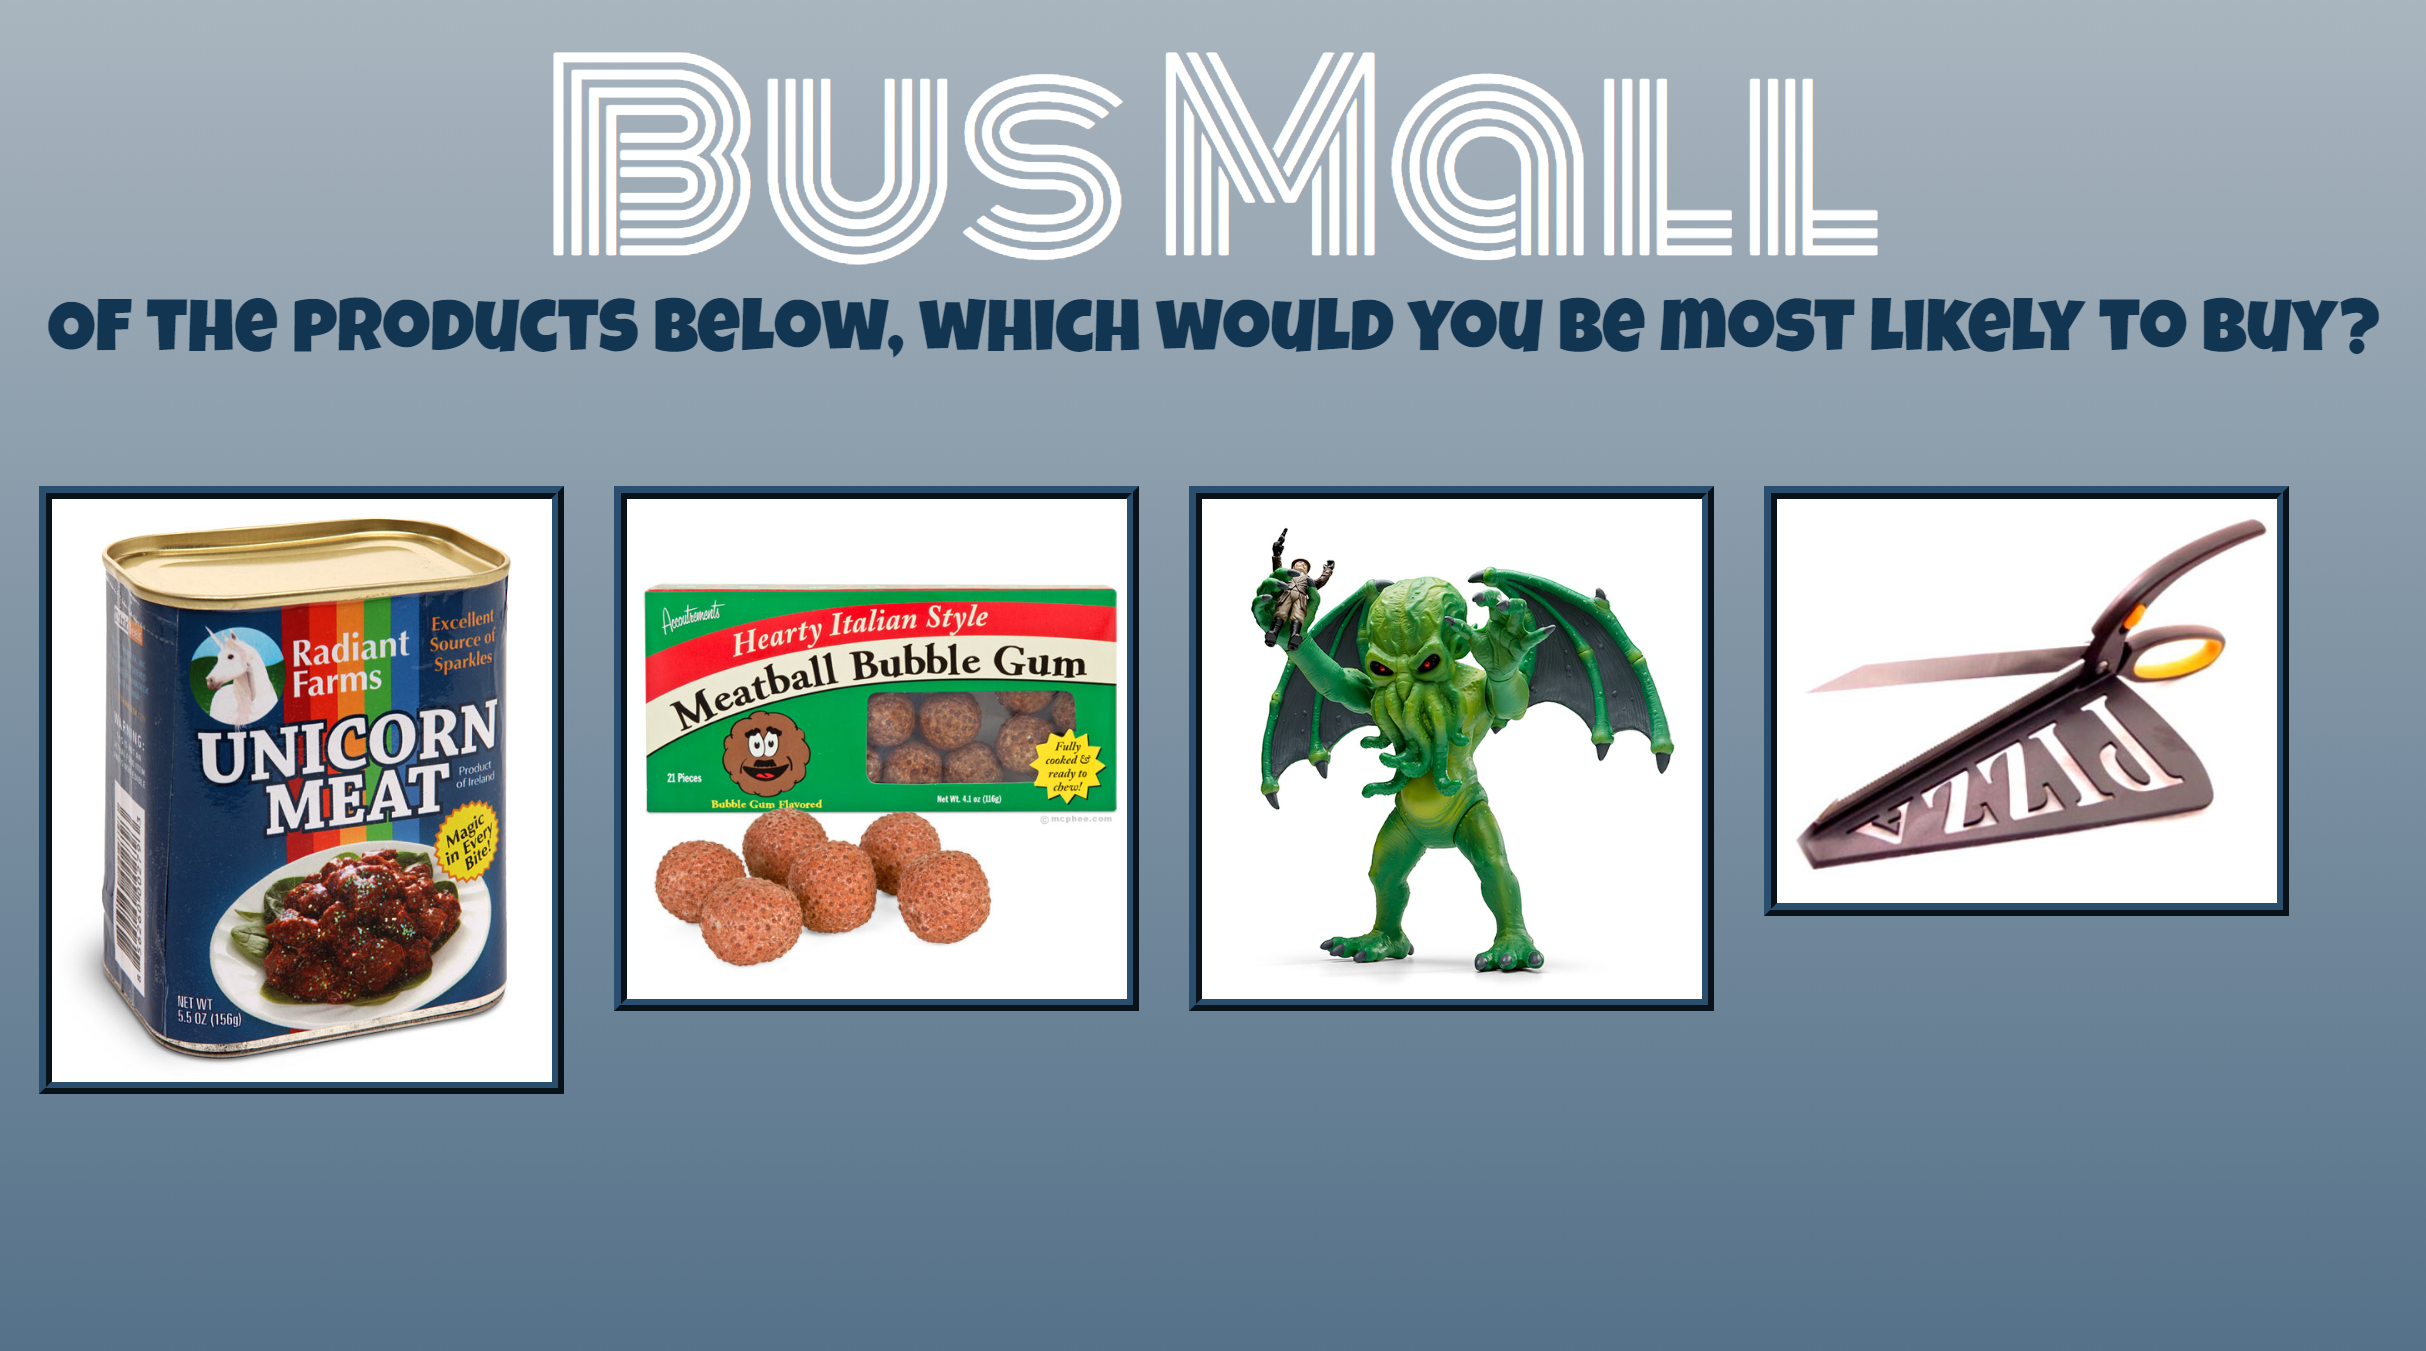 Bus Mall
Of the products below, which would you be most likely to buy?
Radiant
Farms
Excellent
Source of
Sparkles
UNICORN
MEAT
Product
of Ireland
Magic
in Every
Bite!
NET WT
5.5 OZ (156g)
WARNING:
Accoutrements
Hearty Italian Style
Meatball Bubble Gum
21 Pieces
Bubble Gum Flavored
Net Wt. 4.1 oz (116g)
Fully
cooked &
ready to
chew!
© mcphee.com
PIZZA